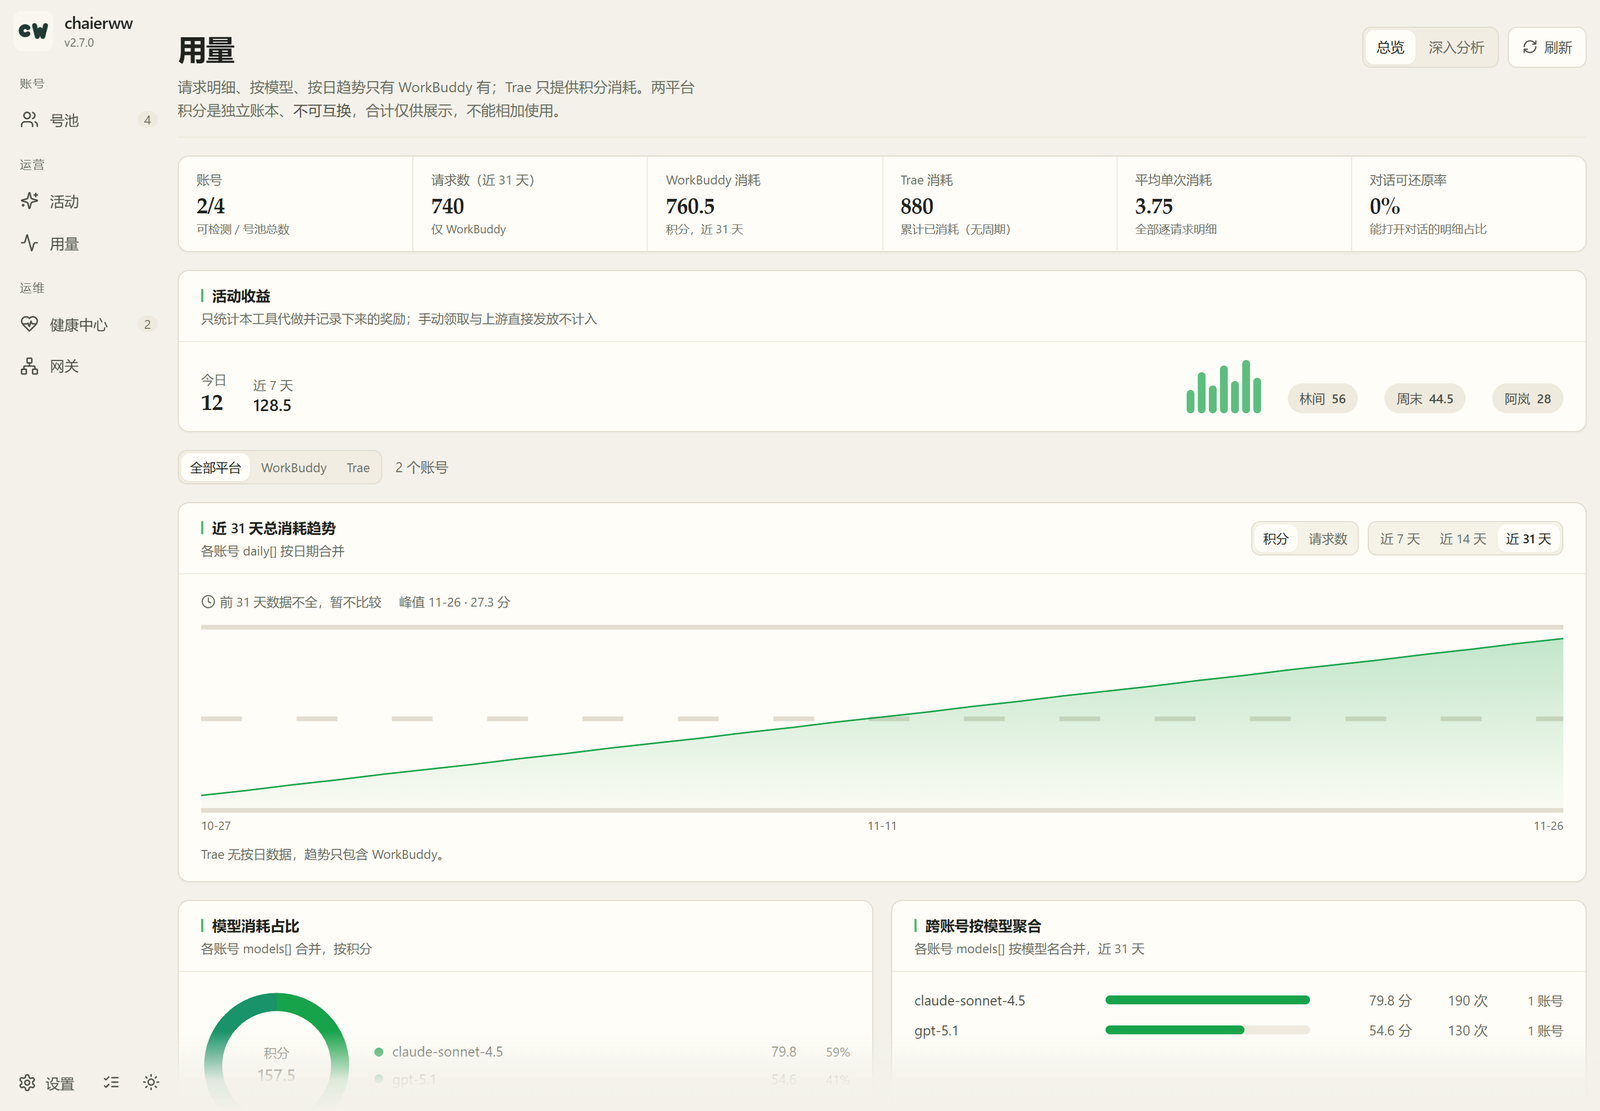 cw
chaierww
v2.7.0
账号
号池 4
运营
活动
用量
运维
健康中心 2
网关
设置
用量
请求明细、按模型、按日趋势只有 WorkBuddy 有；Trae 只提供积分消耗。两平台
积分是独立账本、不可互换，合计仅供展示，不能相加使用。
总览 深入分析 刷新
账号
2/4
可检测 / 号池总数
请求数（近 31 天）
740
仅 WorkBuddy
WorkBuddy 消耗
760.5
积分，近 31 天
Trae 消耗
880
累计已消耗（无周期）
平均单次消耗
3.75
全部逐请求明细
对话可还原率
0%
能打开对话的明细占比
活动收益
只统计本工具代做并记录下来的奖励；手动领取与上游直接发放不计入
今日
12
近 7 天
128.5
林间 56 周末 44.5 阿岚 28
全部平台 WorkBuddy Trae 2 个账号
近 31 天总消耗趋势
各账号 daily[] 按日期合并
积分 请求数 近 7 天 近 14 天 近 31 天
前 31 天数据不全，暂不比较 峰值 11-26 · 27.3 分
10-27 11-11 11-26
Trae 无按日数据，趋势只包含 WorkBuddy。
模型消耗占比
各账号 models[] 合并，按积分
积分
157.5
claude-sonnet-4.5 79.8 59%
gpt-5.1 54.6 41%
跨账号按模型聚合
各账号 models[] 按模型名合并，近 31 天
claude-sonnet-4.5 79.8 分 190 次 1 账号
gpt-5.1 54.6 分 130 次 1 账号